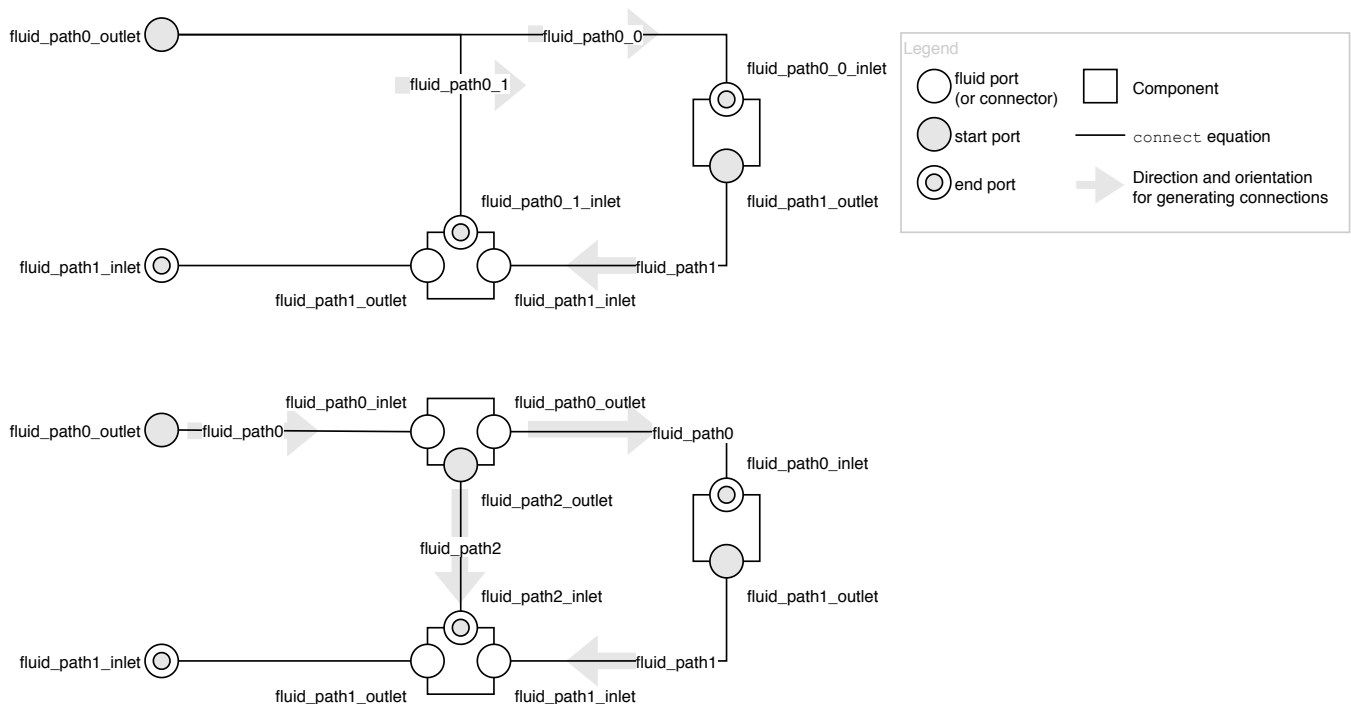 fluid_path0_outlet
fluid_path0_0
fluid_path0_1
fluid_path0_0_inlet
fluid_path0_1_inlet
fluid_path1_outlet
fluid_path1_inlet
fluid_path1
fluid_path1_outlet
fluid_path1_inlet
Legend
fluid port
(or connector)
Component
start port
connect equation
end port
Direction and orientation
for generating connections
fluid_path0_inlet
fluid_path0_outlet
fluid_path0_outlet
fluid_path0
fluid_path0
fluid_path0_inlet
fluid_path2_outlet
fluid_path2
fluid_path2_inlet
fluid_path1_outlet
fluid_path1_inlet
fluid_path1
fluid_path1_outlet
fluid_path1_inlet